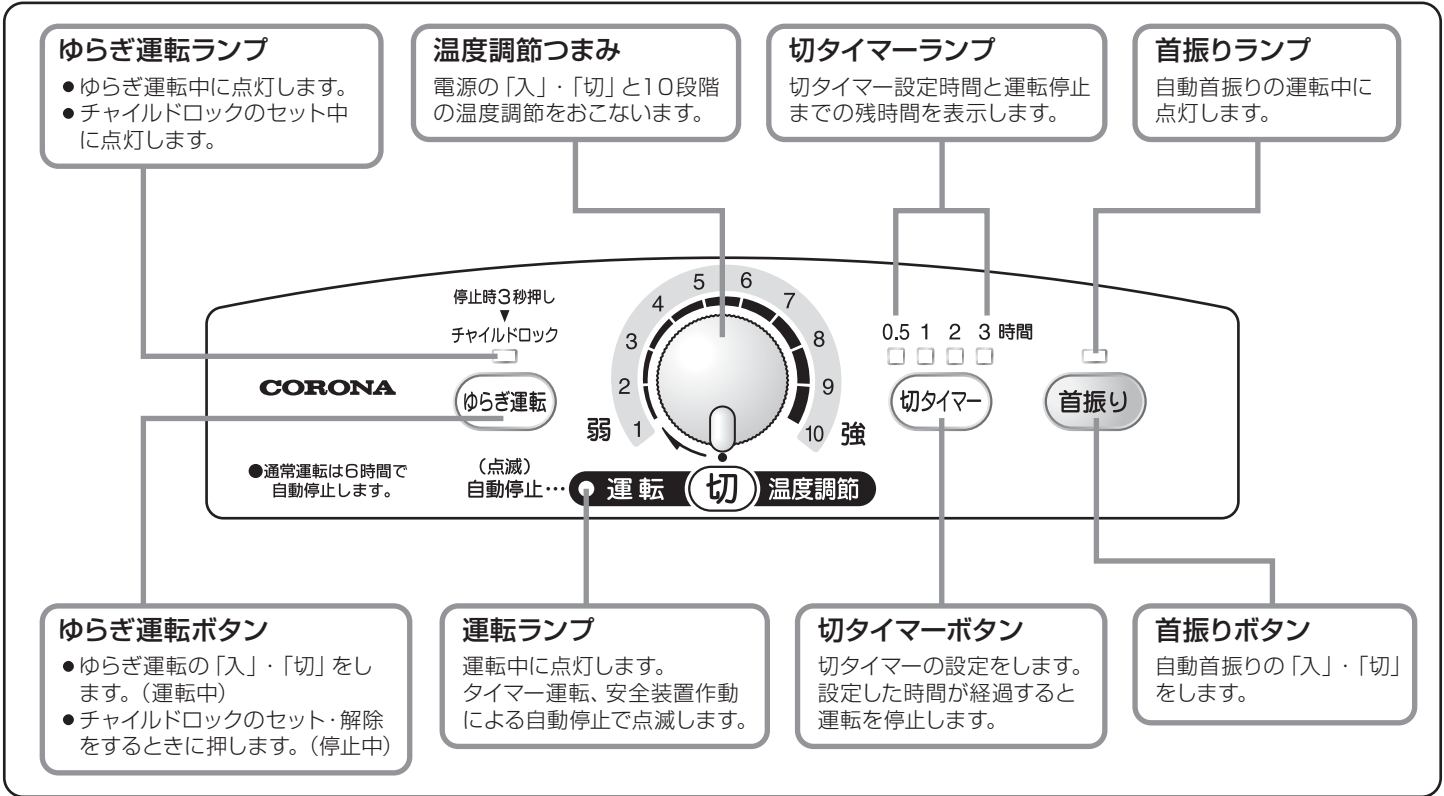 ゆらぎ運転ランプ
●ゆらぎ運転中に点灯します。
●チャイルドロックのセット中
に点灯します。
温度調節つまみ
電源の「入」・「切」と10段階
の温度調節をおこないます。
切タイマーランプ
切タイマー設定時間と運転停止
までの残時間を表示します。
首振りランプ
自動首振りの運転中に
点灯します。
停止時3秒押し
▼
チャイルドロック
CORONA
ゆらぎ運転
●通常運転は6時間で
自動停止します。
(点滅)
自動停止…
弱 1 2 3 4 5 6 7 8 9 10 強
運転 切 温度調節
0.5 1 2 3 時間
切タイマー
首振り
ゆらぎ運転ボタン
●ゆらぎ運転の「入」・「切」をし
ます。(運転中)
●チャイルドロックのセット・解除
をするときに押します。(停止中)
運転ランプ
運転中に点灯します。
タイマー運転、安全装置作動
による自動停止で点滅します。
切タイマーボタン
切タイマーの設定をします。
設定した時間が経過すると
運転を停止します。
首振りボタン
自動首振りの「入」・「切」
をします。